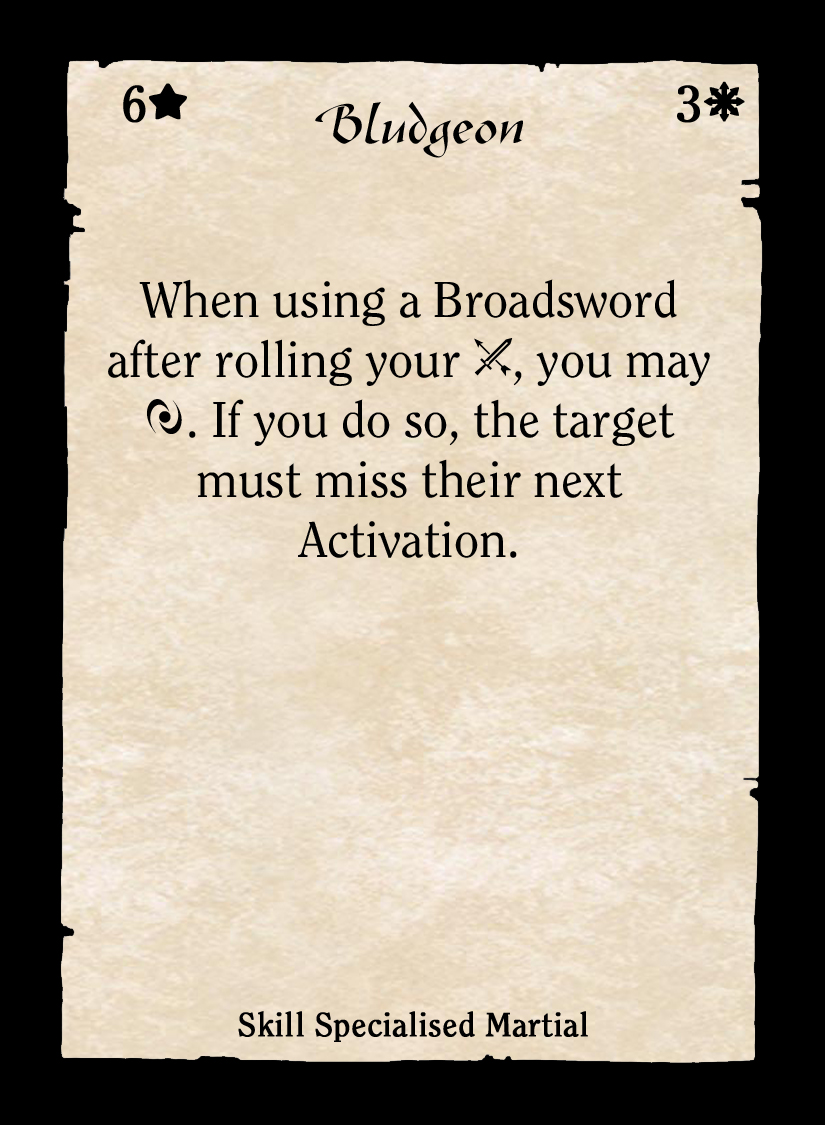 6★ Bludgeon 3❋
When using a Broadsword
after rolling your ⚔, you may
. If you do so, the target
must miss their next
Activation.
Skill Specialised Martial